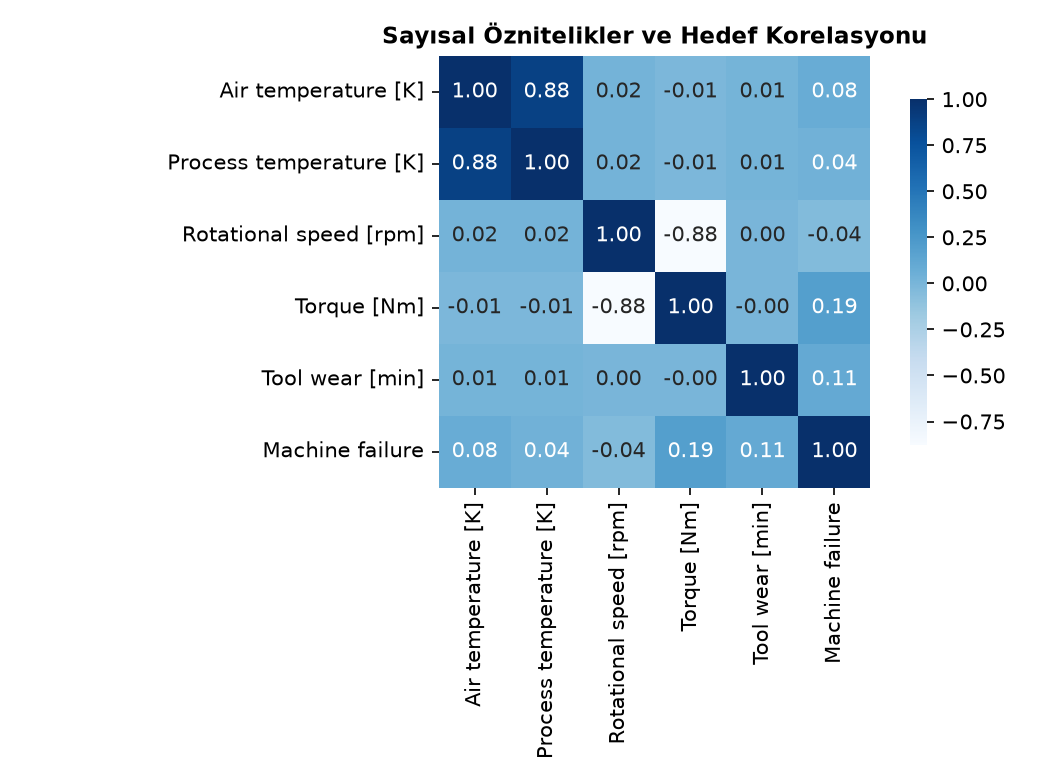 Sayısal Öznitelikler ve Hedef Korelasyonu
Air temperature [K] 1.00 0.88 0.02 -0.01 0.01 0.08
Process temperature [K] 0.88 1.00 0.02 -0.01 0.01 0.04
Rotational speed [rpm] 0.02 0.02 1.00 -0.88 0.00 -0.04
Torque [Nm] -0.01 -0.01 -0.88 1.00 -0.00 0.19
Tool wear [min] 0.01 0.01 0.00 -0.00 1.00 0.11
Machine failure 0.08 0.04 -0.04 0.19 0.11 1.00
Air temperature [K]
Process temperature [K]
Rotational speed [rpm]
Torque [Nm]
Tool wear [min]
Machine failure
1.00
0.75
0.50
0.25
0.00
−0.25
−0.50
−0.75